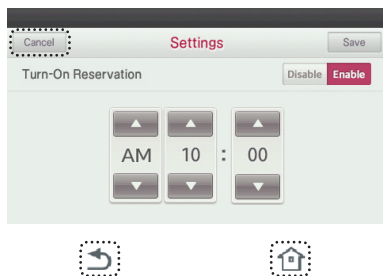 Cancel Settings Save
Turn-On Reservation Disable Enable
AM 10 : 00